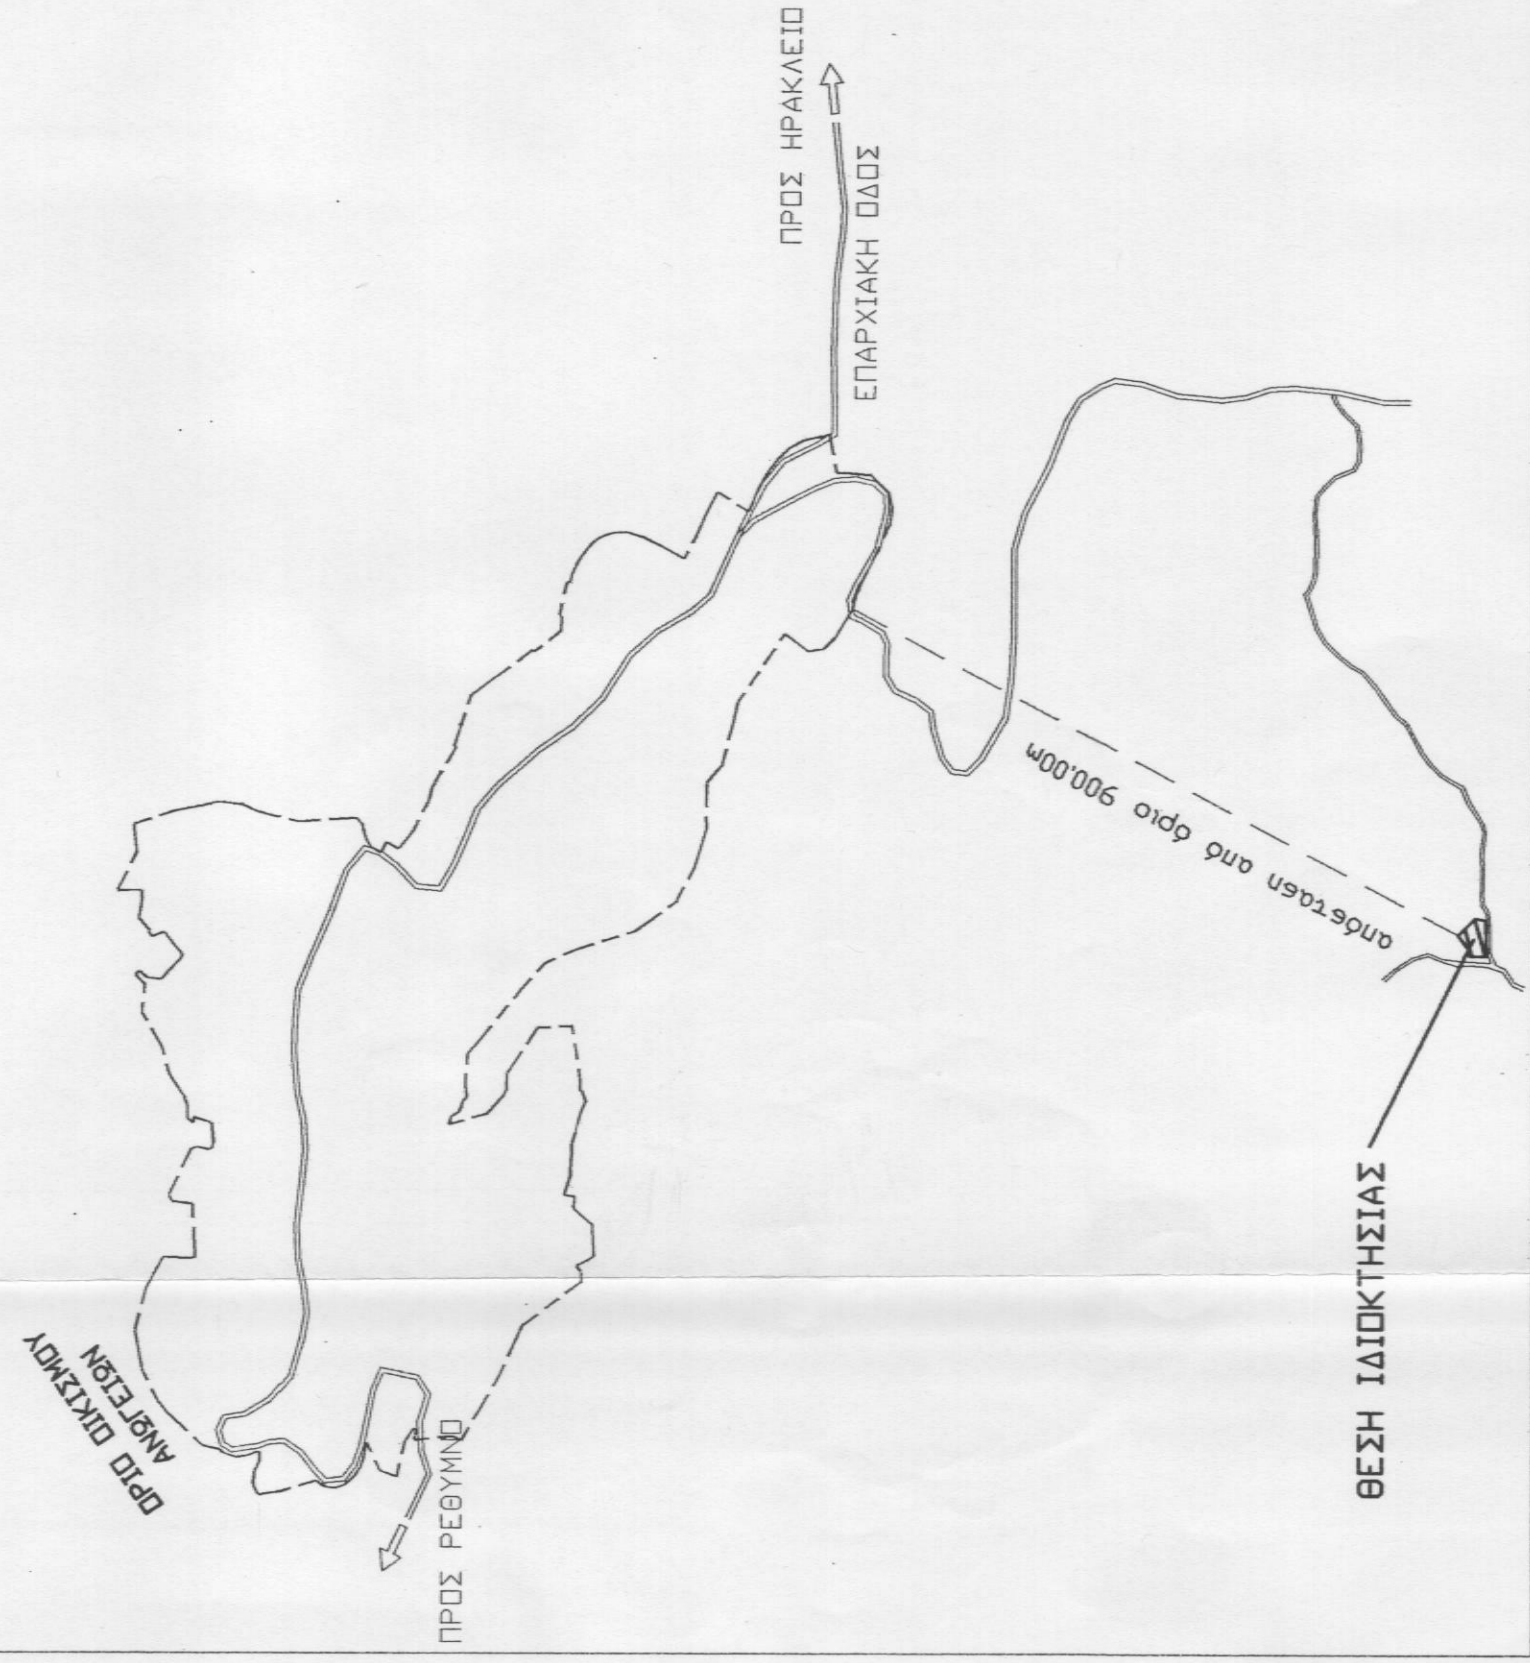 ΠΡΟΣ ΗΡΑΚΛΕΙΟ
ΕΠΑΡΧΙΑΚΗ ΟΔΟΣ
απόσταση από όριο 900.00m
ΘΕΣΗ ΙΔΙΟΚΤΗΣΙΑΣ
ΟΡΙΟ ΟΙΚΙΣΜΟΥ
ΑΝΩΓΕΙΩΝ
ΠΡΟΣ ΡΕΘΥΜΝΟ